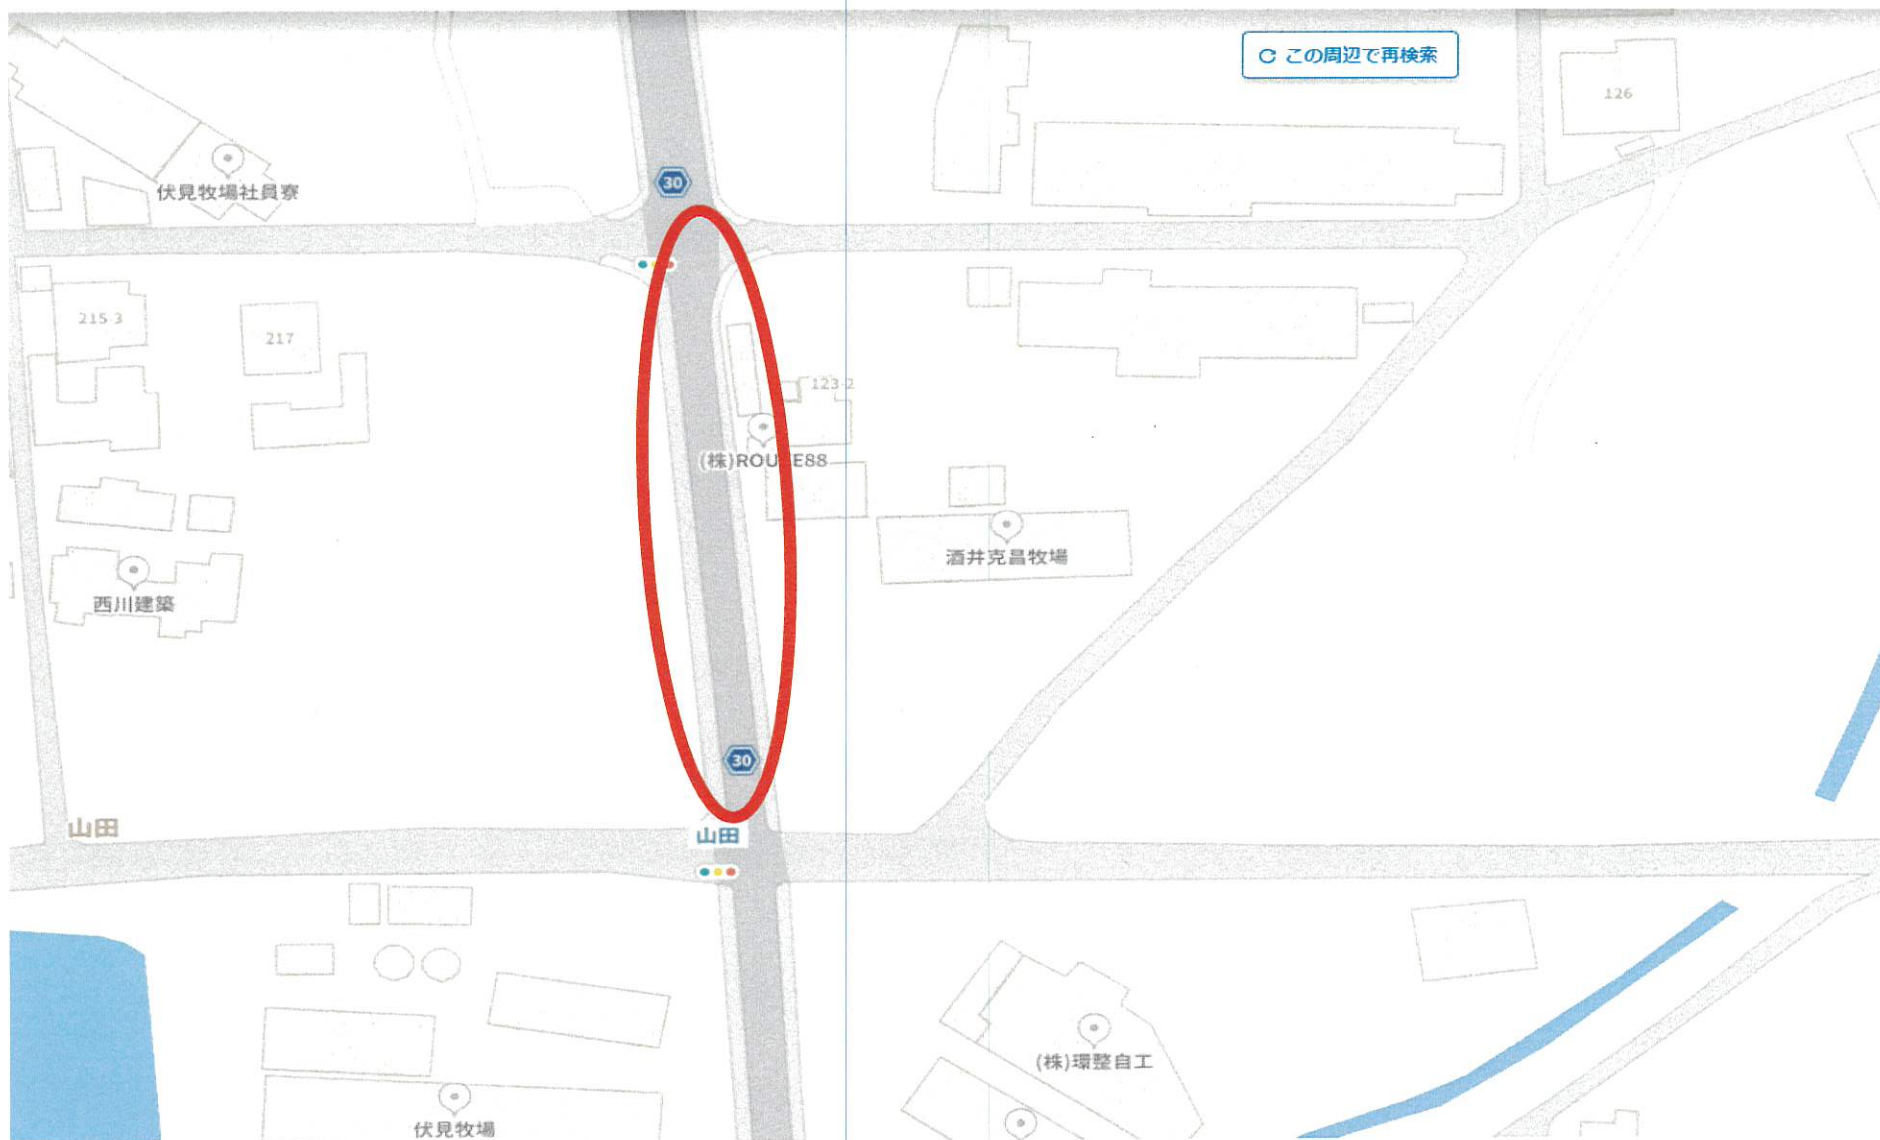 この周辺で再検索
126
30
伏見牧場社員寮
215-3
217
123-2
(株)ROUTE88
酒井克昌牧場
西川建築
30
山田
山田
(株)環整自工
伏見牧場